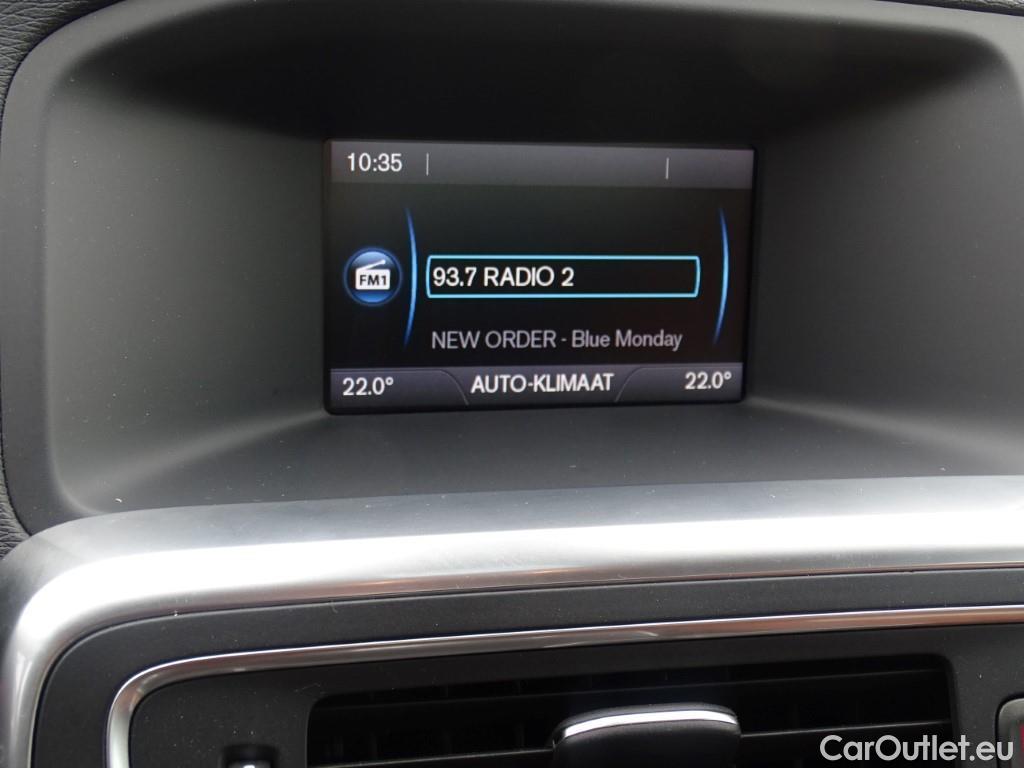 10:35
93.7 RADIO 2
FM1
NEW ORDER - Blue Monday
22.0° AUTO-KLIMAAT 22.0°
CarOutlet.eu